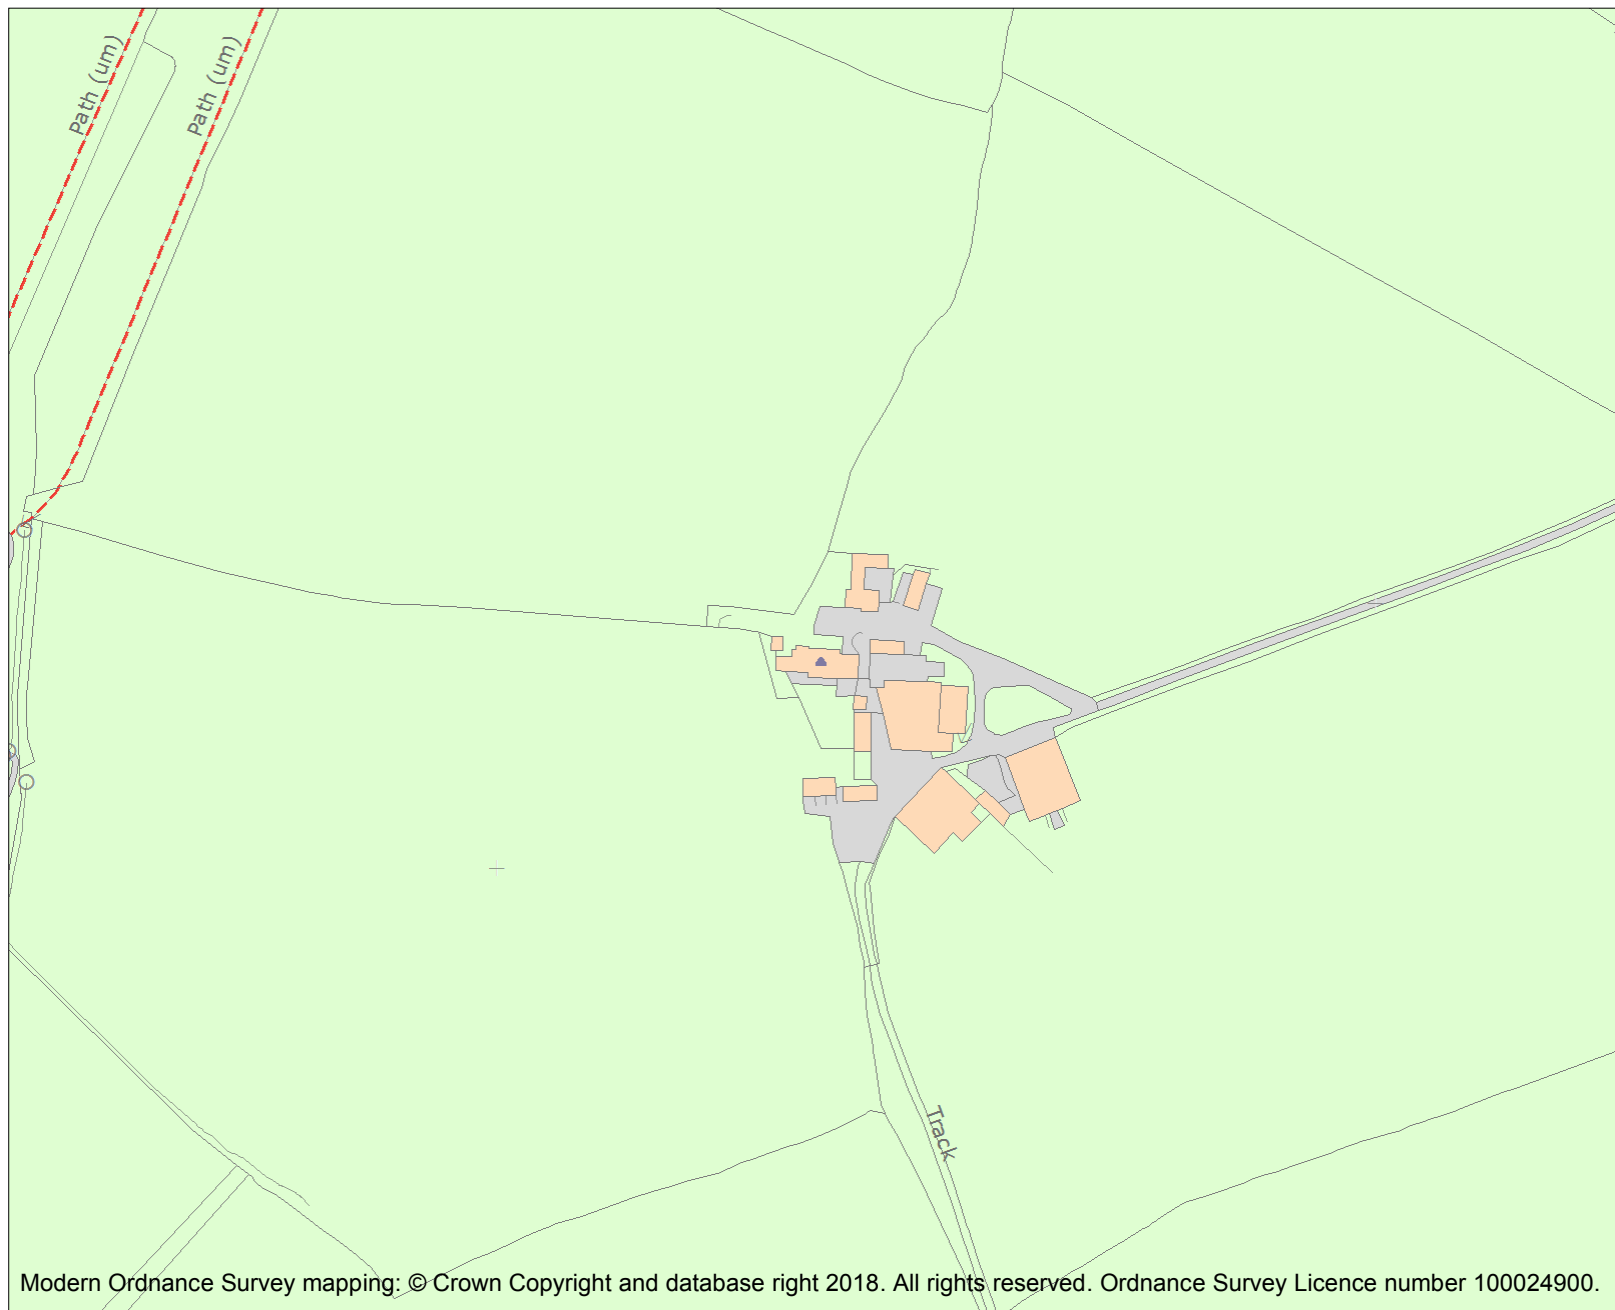 Path (um)
Path (um)
Track
Modern Ordnance Survey mapping: © Crown Copyright and database right 2018. All rights reserved. Ordnance Survey Licence number 100024900.